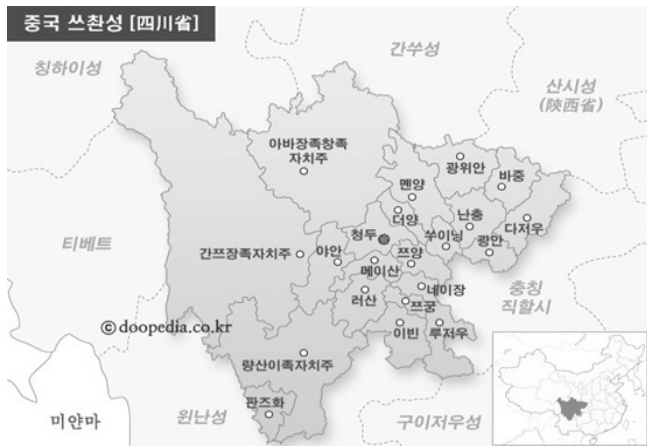 중국 쓰촨성 [四川省]
칭하이성
간쑤성
산시성
(陝西省)
아바장족창족
자치주
광위안
바중
멘양
더양
난충
다저우
쑤이닝
광안
청두
쯔양
티베트
간쯔장족자치주
야안
메이산
네이장
충칭
직할시
러산
쯔궁
ⓒ doopedia.co.kr
이빈
루저우
량산이족자치주
판즈화
미얀마
윈난성
구이저우성